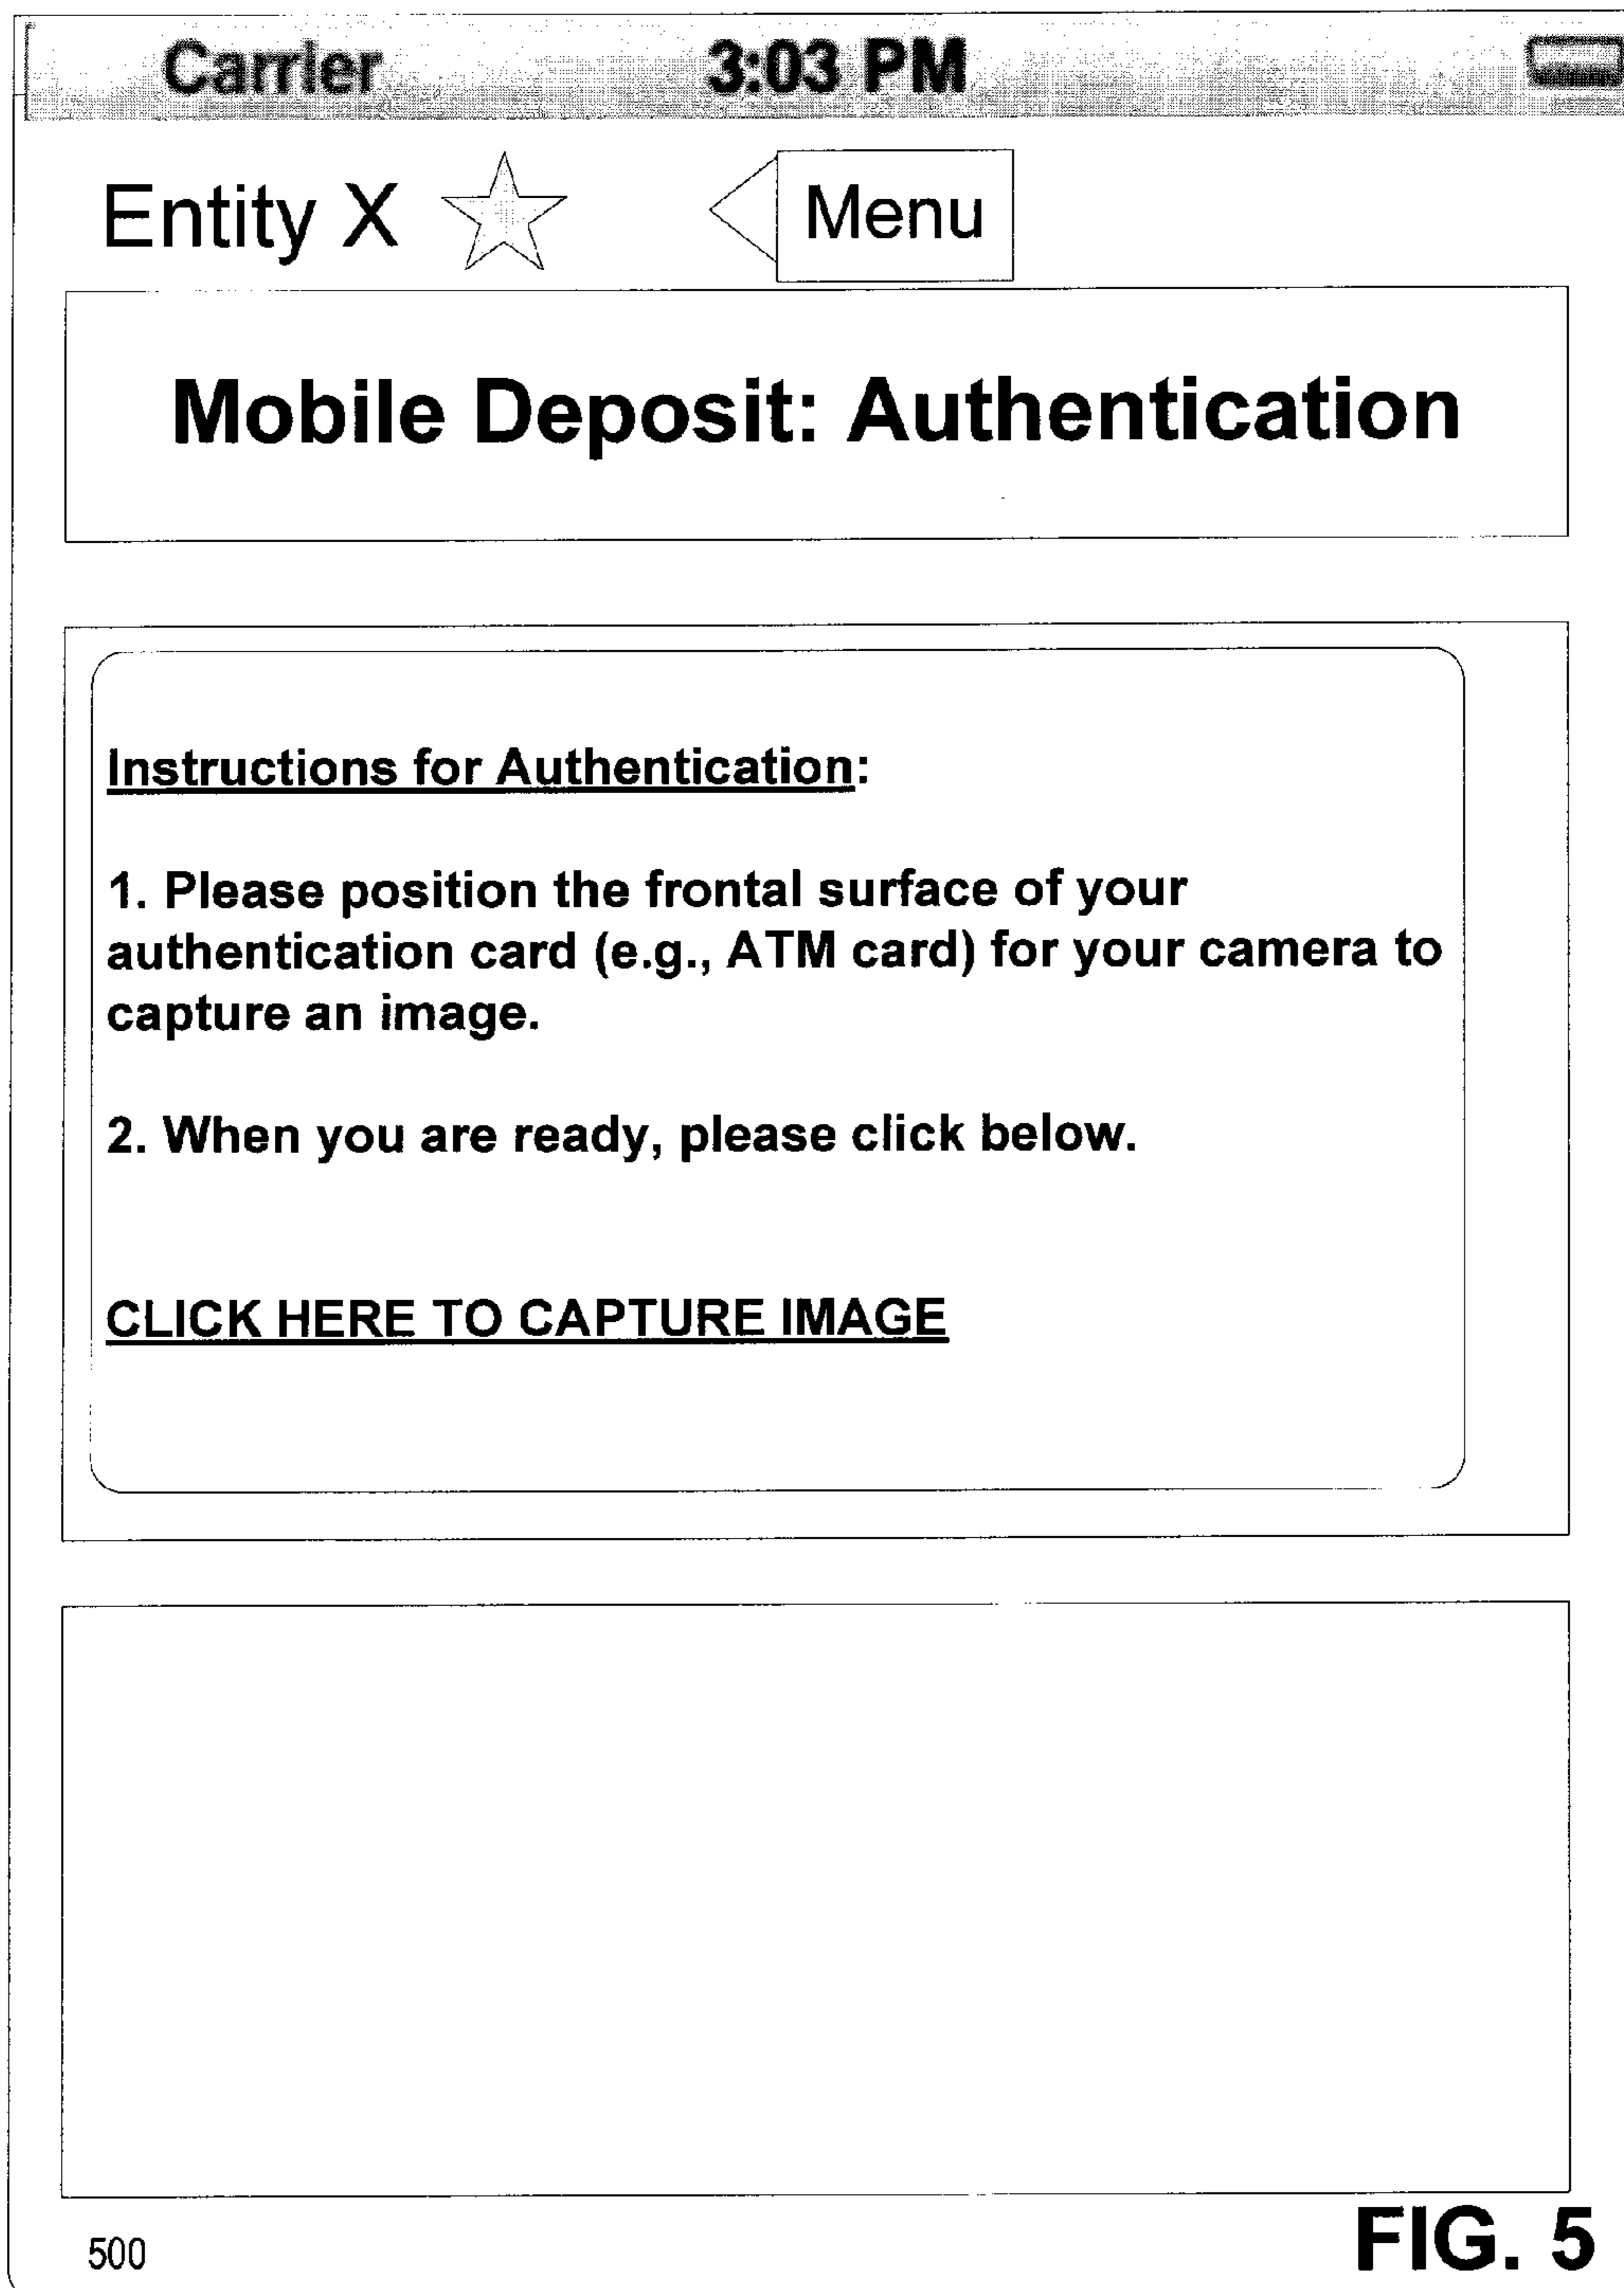 Carrier 3:03 PM
Entity X Menu
Mobile Deposit: Authentication
Instructions for Authentication:
1. Please position the frontal surface of your
authentication card (e.g., ATM card) for your camera to
capture an image.
2. When you are ready, please click below.
CLICK HERE TO CAPTURE IMAGE
500 FIG. 5